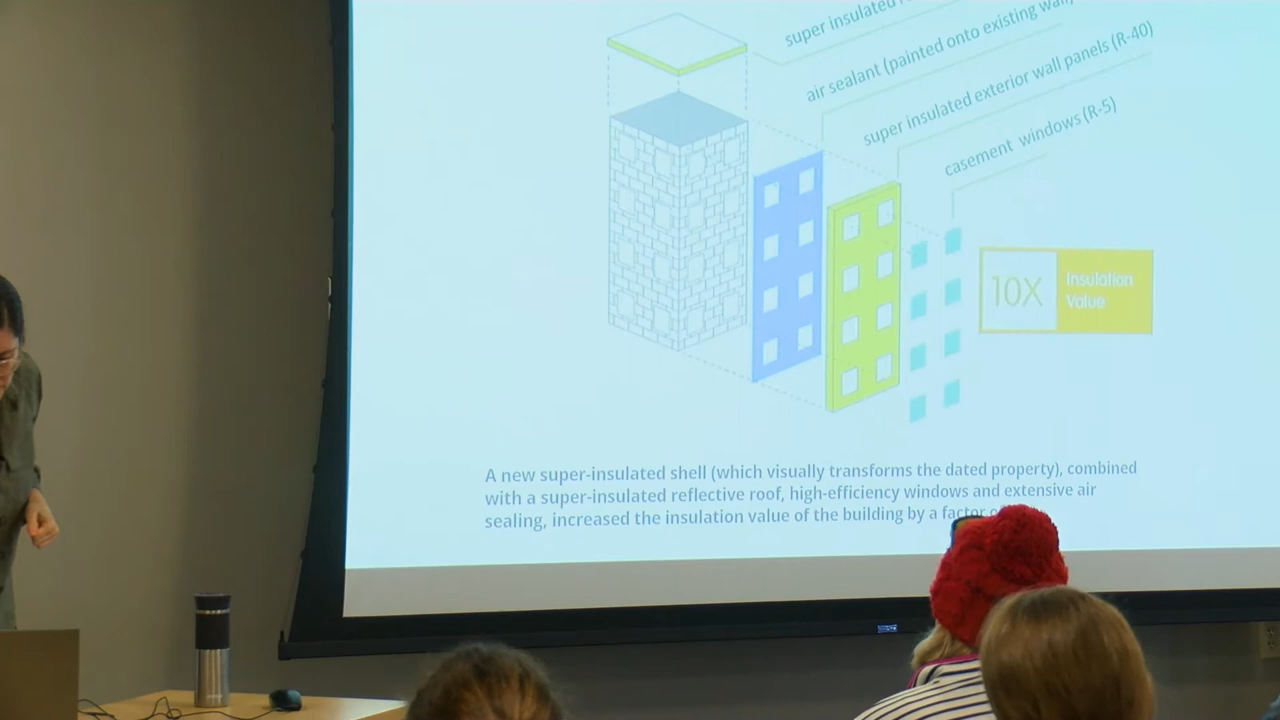 super insulated
air sealant (painted onto existing wall)
super insulated exterior wall panels (R-40)
casement windows (R-5)
10X
Insulation
Value
A new super-insulated shell (which visually transforms the dated property), combined
with a super-insulated reflective roof, high-efficiency windows and extensive air
sealing, increased the insulation value of the building by a factor